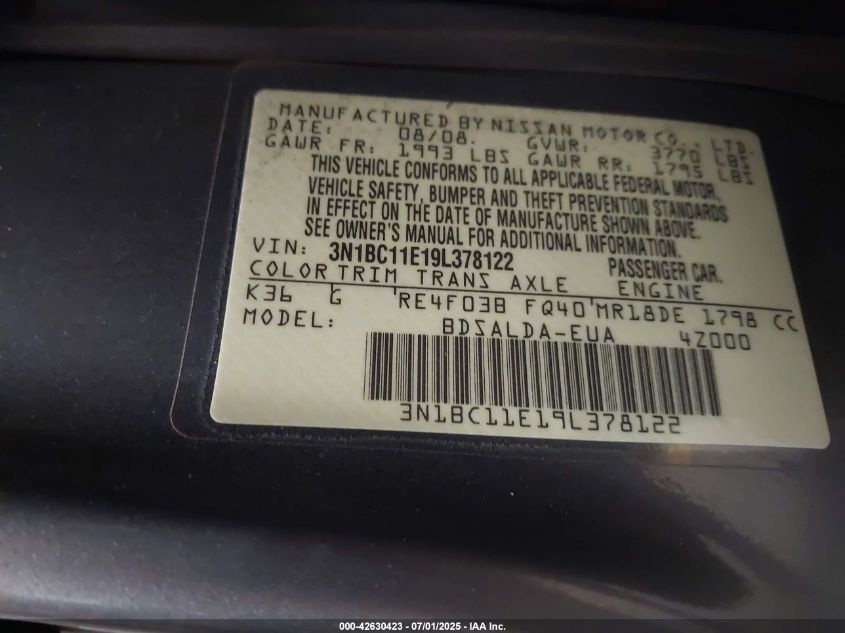 MANUFACTURED BY NISSAN MOTOR CO., LTD.
DATE: 08/08. GVWR: 3770 LBS
GAWR FR: 1993 LBS GAWR RR: 1795 LBS
THIS VEHICLE CONFORMS TO ALL APPLICABLE FEDERAL MOTOR
VEHICLE SAFETY, BUMPER AND THEFT PREVENTION STANDARDS
IN EFFECT ON THE DATE OF MANUFACTURE SHOWN ABOVE.
SEE OWNER'S MANUAL FOR ADDITIONAL INFORMATION.
VIN: 3N1BC11E19L378122 PASSENGER CAR.
COLOR TRIM TRANS AXLE ENGINE
K36 G RE4F03B FQ40 MR18DE 1798 CC
MODEL: BDSALDA-EUA 4Z000
3N1BC11E19L378122
000-42630423 - 07/01/2025 - IAA Inc.